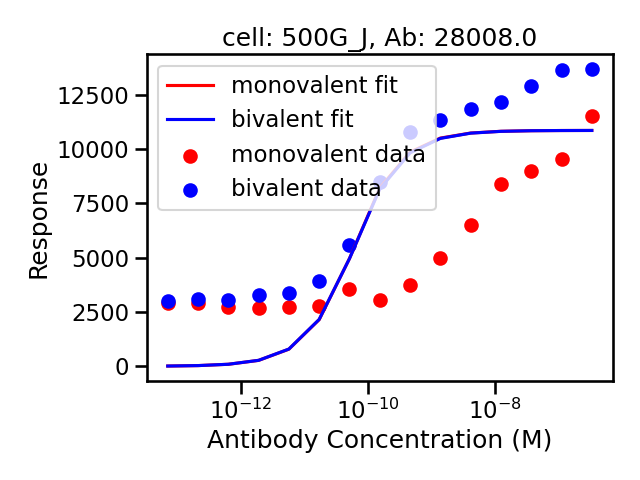 cell: 500G_J, Ab: 28008.0
monovalent fit
bivalent fit
monovalent data
bivalent data
Response
12500
10000
7500
5000
2500
0
10⁻¹²
10⁻¹⁰
10⁻⁸
Antibody Concentration (M)